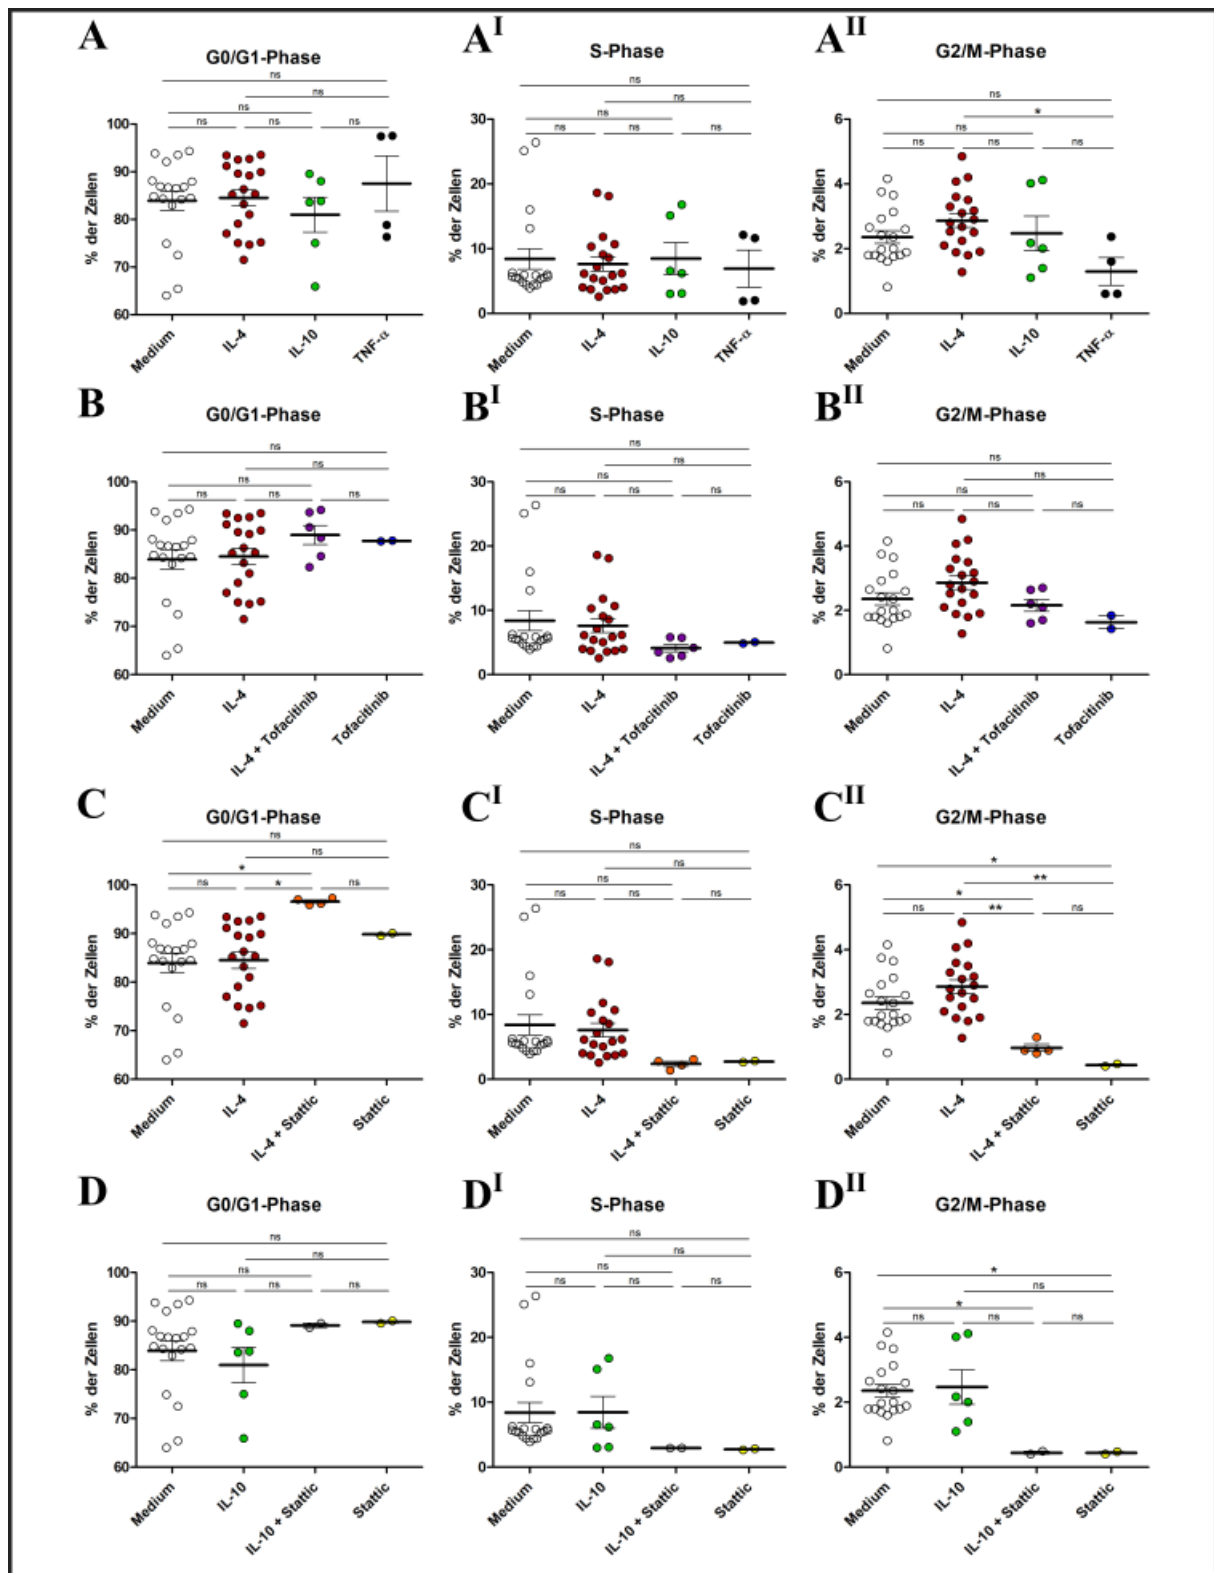 A AI AII
G0/G1-Phase S-Phase G2/M-Phase
ns ns ns
ns ns *
ns ns ns
ns ns ns ns ns ns ns ns ns
% der Zellen % der Zellen % der Zellen
100 90 80 70 60
30 20 10 0
6 4 2 0
Medium IL-4 IL-10 TNF-α
Medium IL-4 IL-10 TNF-α
Medium IL-4 IL-10 TNF-α
B BI BII
G0/G1-Phase S-Phase G2/M-Phase
ns ns ns
ns ns ns
ns ns ns
ns ns ns ns ns ns ns ns ns
% der Zellen % der Zellen % der Zellen
100 90 80 70 60
30 20 10 0
6 4 2 0
Medium IL-4 IL-4 + Tofacitinib Tofacitinib
Medium IL-4 IL-4 + Tofacitinib Tofacitinib
Medium IL-4 IL-4 + Tofacitinib Tofacitinib
C CI CII
G0/G1-Phase S-Phase G2/M-Phase
ns ns *
ns ns **
* ns *
ns * ns ns ns ns ns ** ns
% der Zellen % der Zellen % der Zellen
100 90 80 70 60
30 20 10 0
6 4 2 0
Medium IL-4 IL-4 + Stattic Stattic
Medium IL-4 IL-4 + Stattic Stattic
Medium IL-4 IL-4 + Stattic Stattic
D DI DII
G0/G1-Phase S-Phase G2/M-Phase
ns ns *
ns ns ns
ns ns *
ns ns ns ns ns ns ns ns ns
% der Zellen % der Zellen % der Zellen
100 90 80 70 60
30 20 10 0
6 4 2 0
Medium IL-10 IL-10 + Stattic Stattic
Medium IL-10 IL-10 + Stattic Stattic
Medium IL-10 IL-10 + Stattic Stattic